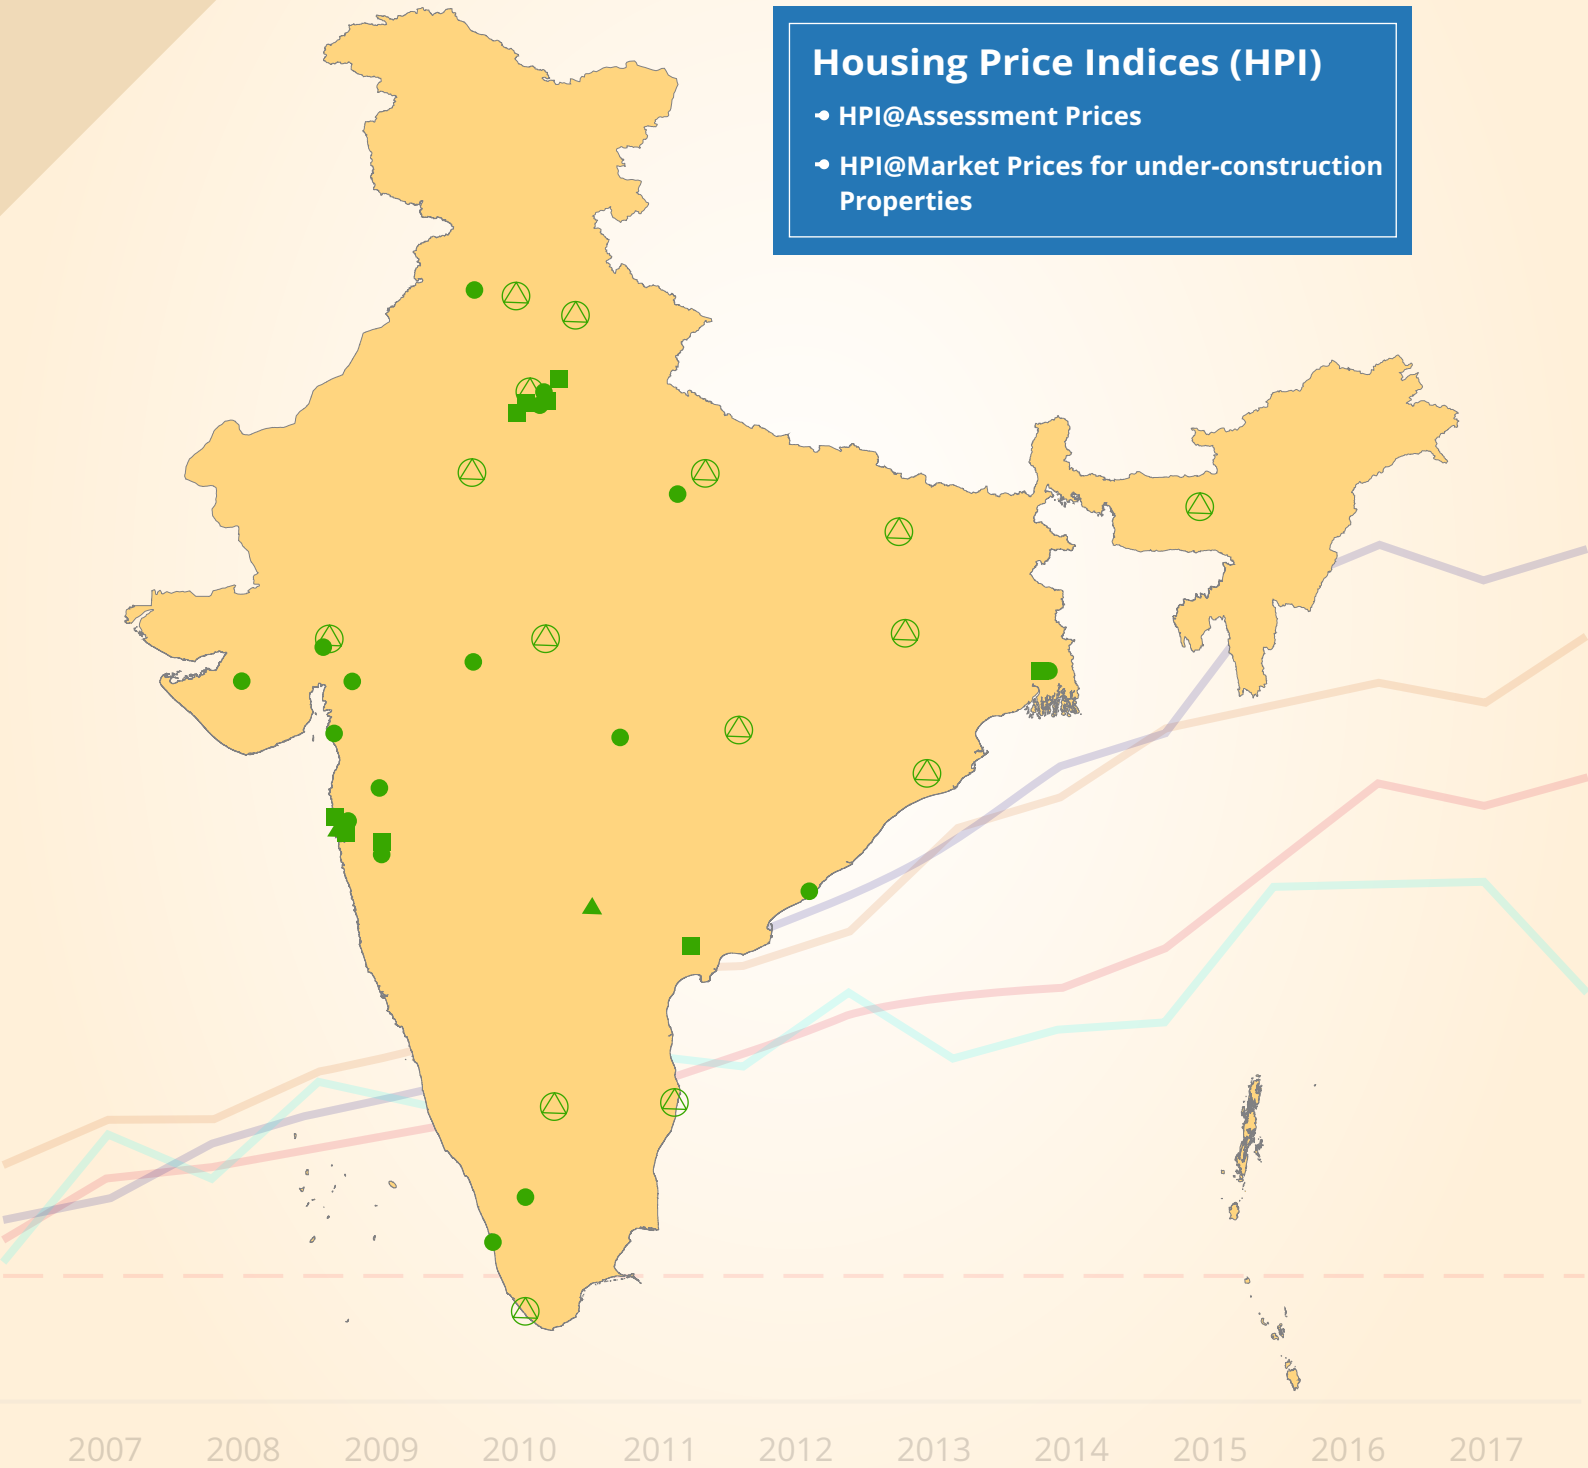 Housing Price Indices (HPI)
HPI@Assessment Prices
HPI@Market Prices for under-construction
Properties
2007 2008 2009 2010 2011 2012 2013 2014 2015 2016 2017